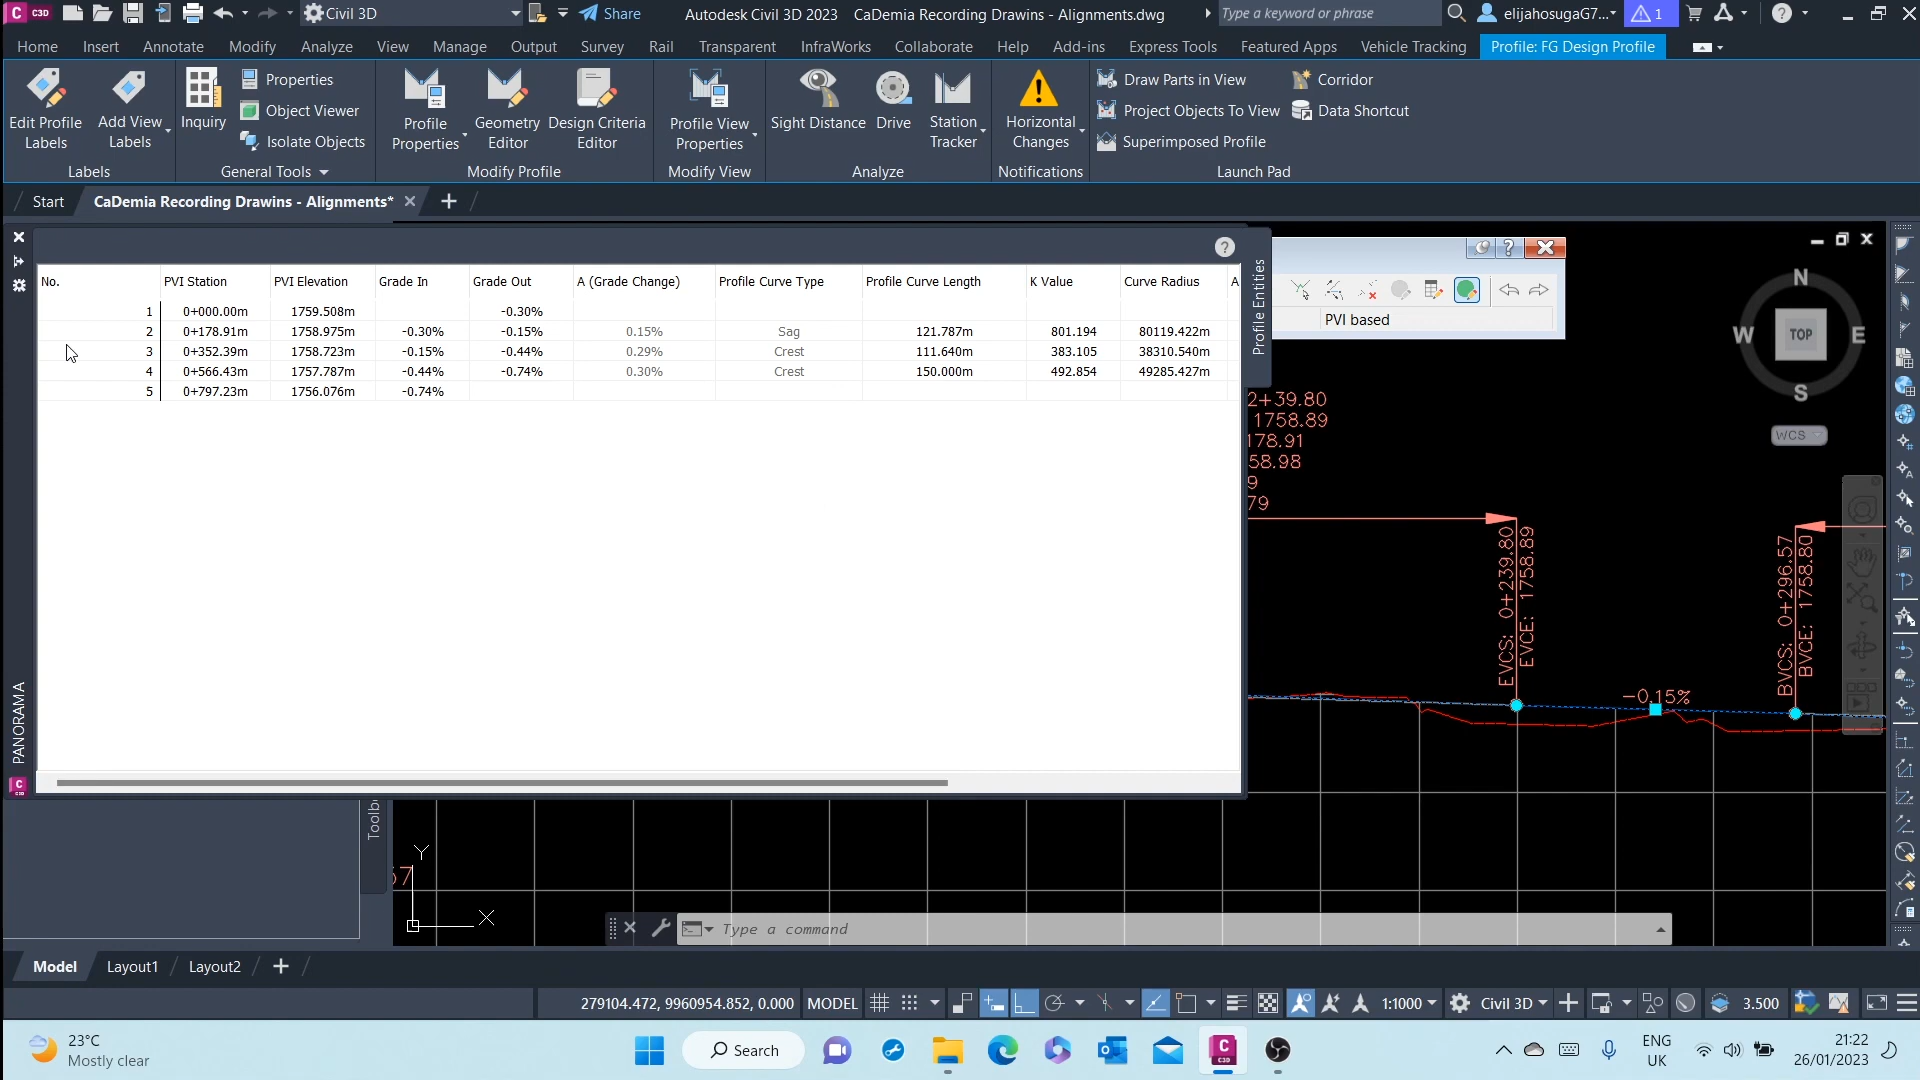 C C3D Civil 3D Share Autodesk Civil 3D 2023 CaDemia Recording Drawins - Alignments.dwg Type a keyword or phrase elijahosugaG7... 1
Home Insert Annotate Modify Analyze View Manage Output Survey Rail Transparent InfraWorks Collaborate Help Add-ins Express Tools Featured Apps Vehicle Tracking Profile: FG Design Profile
Edit Profile Labels
Add View Labels
Labels
Inquiry
Properties
Object Viewer
Isolate Objects
General Tools
Profile Properties
Geometry Editor
Design Criteria Editor
Modify Profile
Profile View Properties
Modify View
Sight Distance
Drive
Station Tracker
Analyze
Horizontal Changes
Notifications
Draw Parts in View
Project Objects To View
Superimposed Profile
Corridor
Data Shortcut
Launch Pad
Start CaDemia Recording Drawins - Alignments*
No. PVI Station PVI Elevation Grade In Grade Out A (Grade Change) Profile Curve Type Profile Curve Length K Value Curve Radius A
1 0+000.00m 1759.508m -0.30%
2 0+178.91m 1758.975m -0.30% -0.15% 0.15% Sag 121.787m 801.194 80119.422m
3 0+352.39m 1758.723m -0.15% -0.44% 0.29% Crest 111.640m 383.105 38310.540m
4 0+566.43m 1757.787m -0.44% -0.74% 0.30% Crest 150.000m 492.854 49285.427m
5 0+797.23m 1756.076m -0.74%
PANORAMA
Profile Entities
PVI based
N
W TOP E
S
WCS
2+39.80
1758.89
178.91
58.98
9
79
EVCS: 0+239.80
EVCE: 1758.89
-0.15%
BVCS: 0+296.57
BVCE: 1758.80
Toolb
57
Y
X
Type a command
Model Layout1 Layout2
279104.472, 9960954.852, 0.000 MODEL 1:1000 Civil 3D 3.500
23°C
Mostly clear
Search
ENG
UK
21:22
26/01/2023